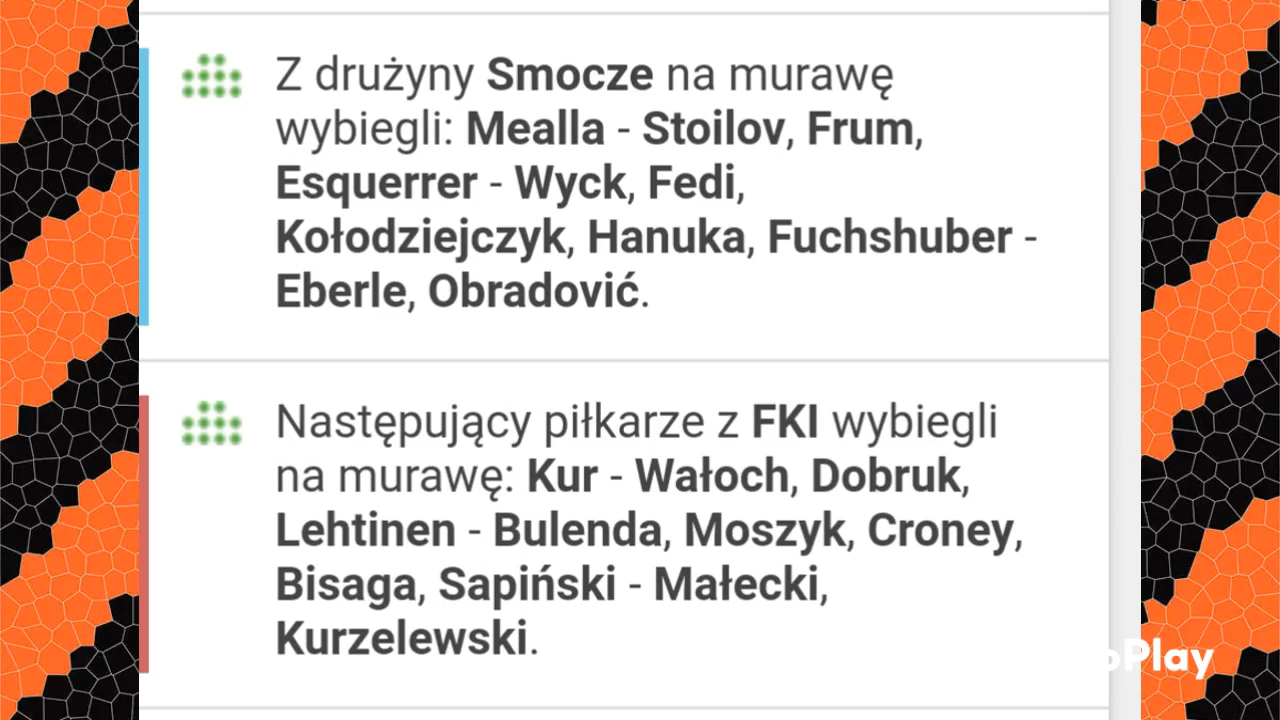 Z drużyny Smocze na murawę
wybiegli: Mealla - Stoilov, Frum,
Esquerrer - Wyck, Fedi,
Kołodziejczyk, Hanuka, Fuchshuber -
Eberle, Obradović.
Następujący piłkarze z FKI wybiegli
na murawę: Kur - Wałoch, Dobruk,
Lehtinen - Bulenda, Moszyk, Croney,
Bisaga, Sapiński - Małecki,
Kurzelewski.